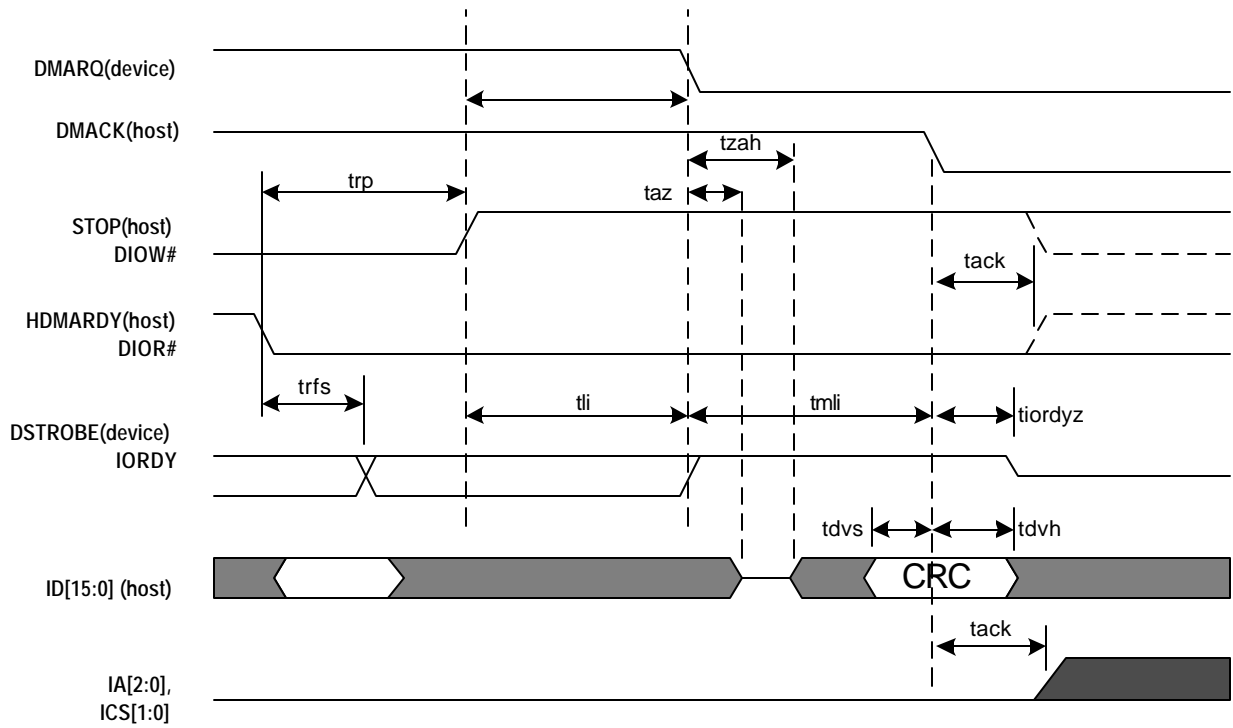 DMARQ(device)
DMACK(host)
tzah
trp
taz
STOP(host)
DIOW#
tack
HDMARDY(host)
DIOR#
trfs
tli
tmli
tiordyz
DSTROBE(device)
IORDY
tdvs
tdvh
ID[15:0] (host)
CRC
tack
IA[2:0],
ICS[1:0]